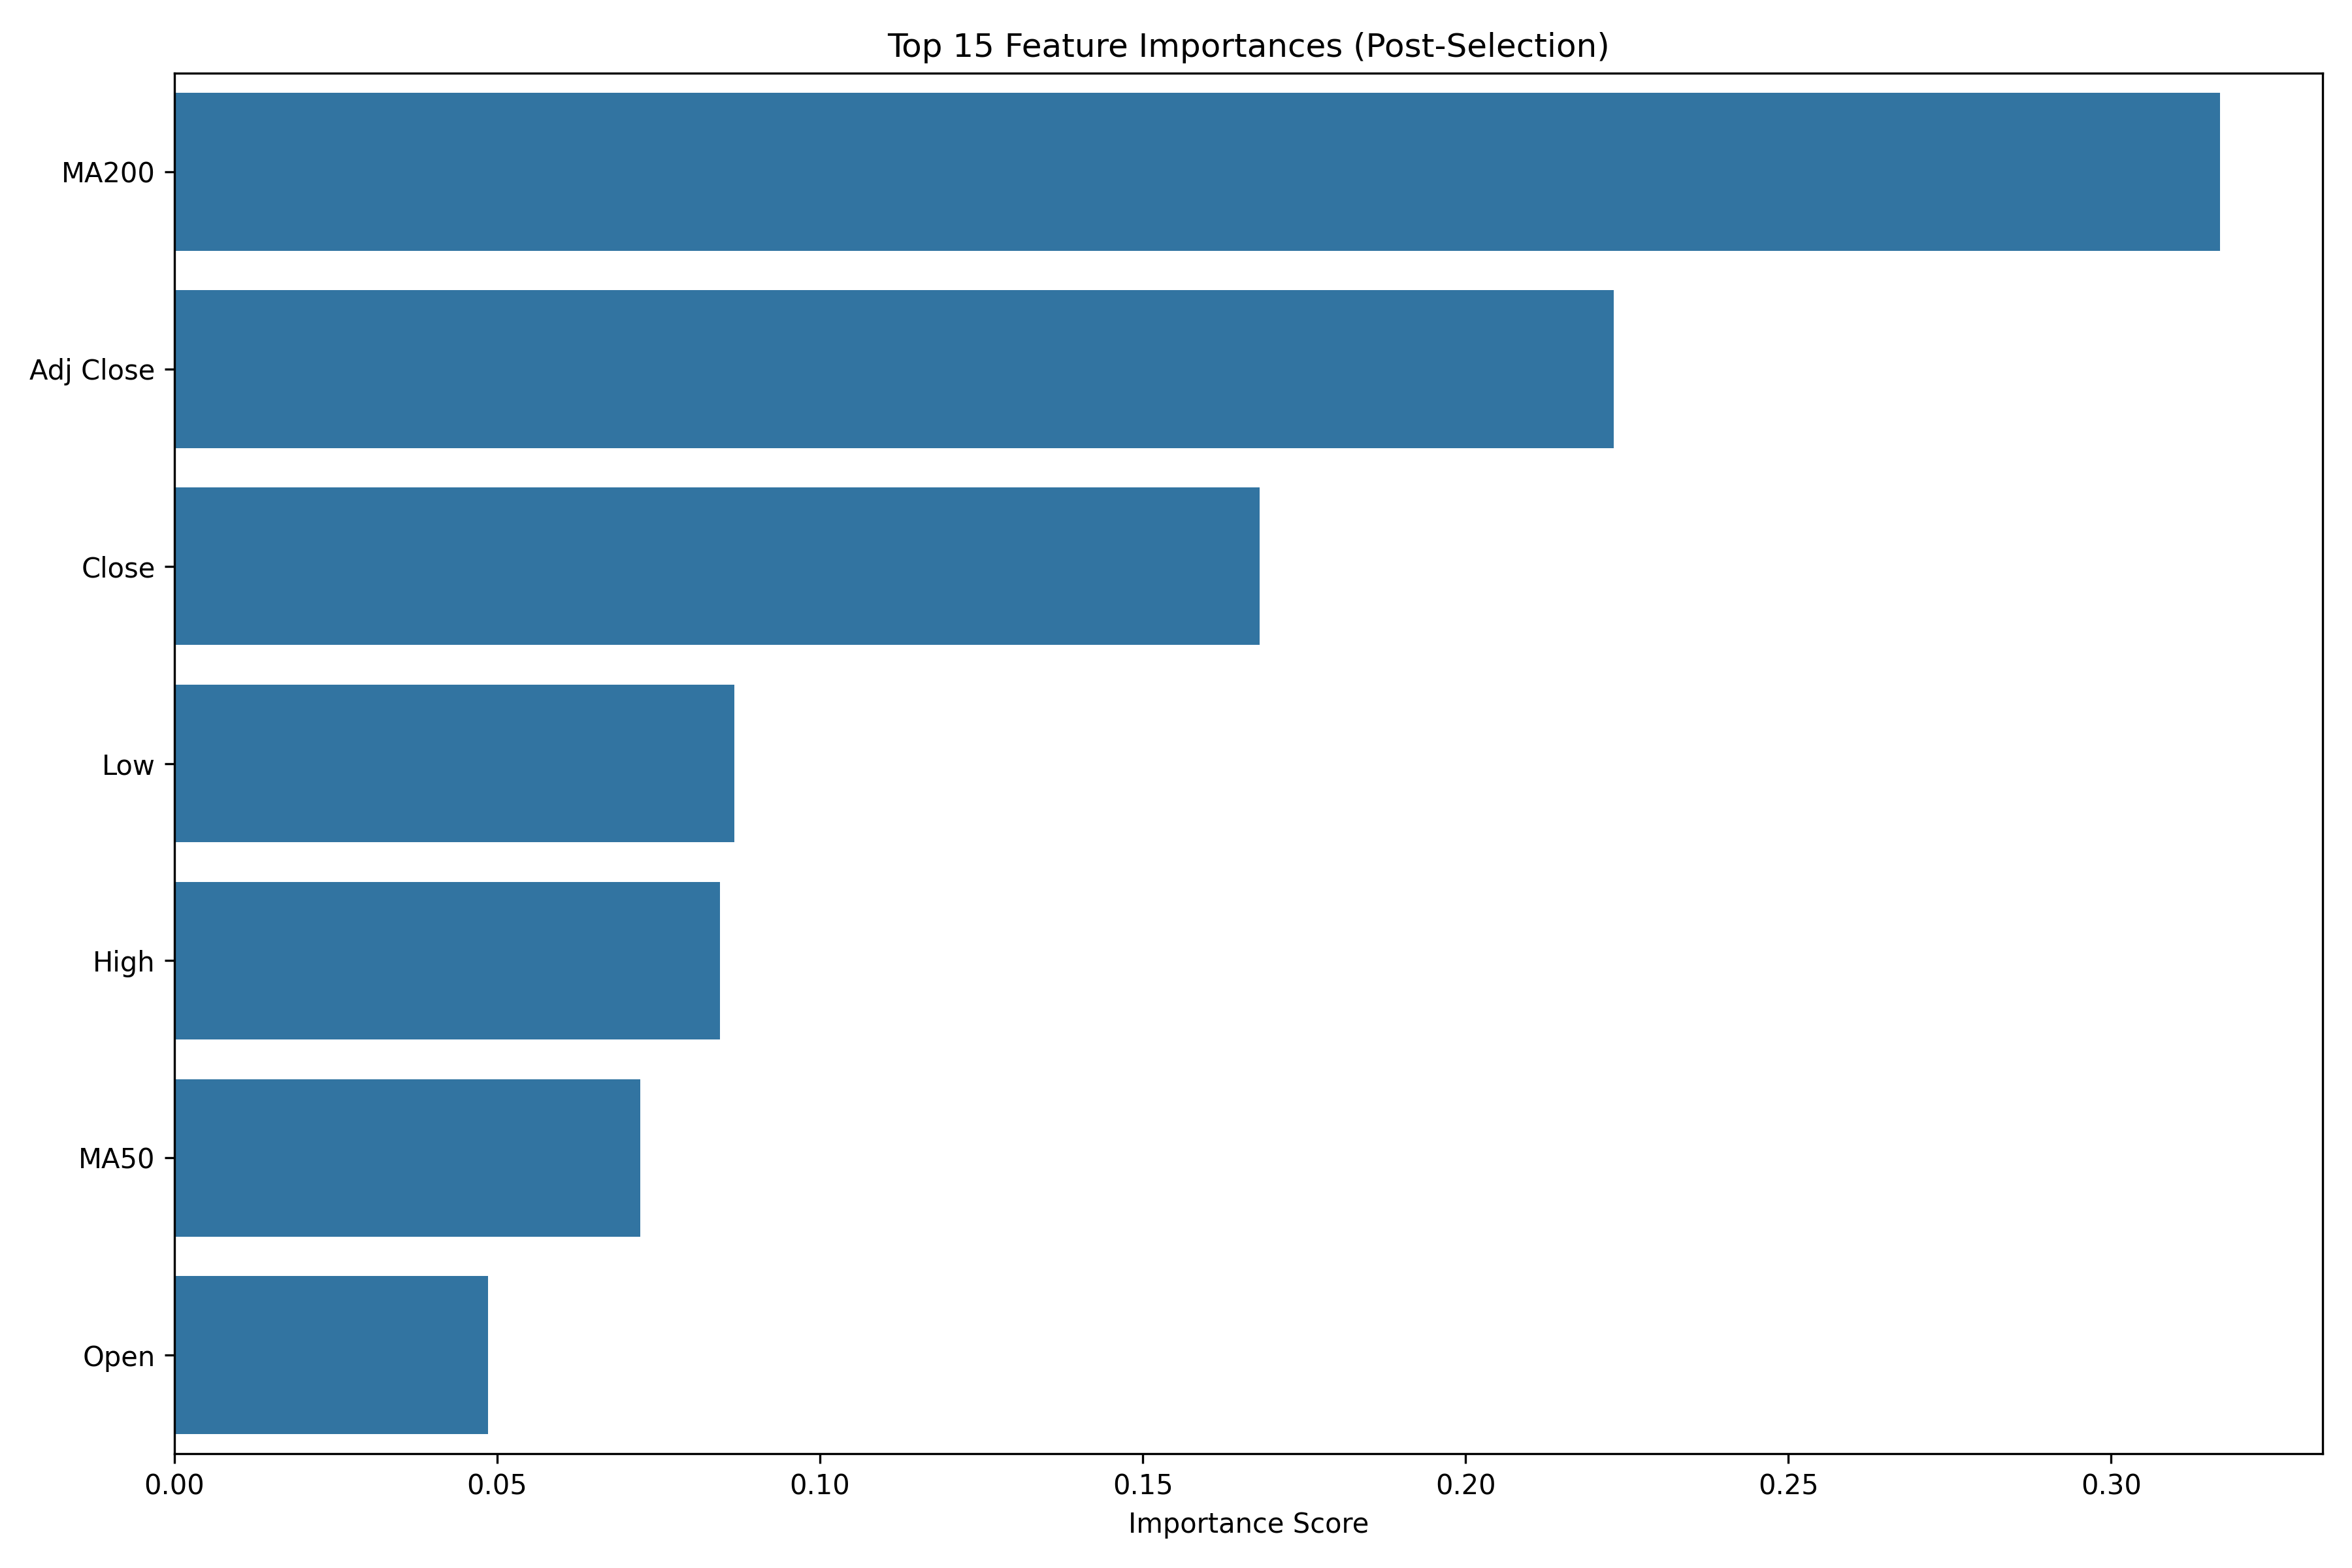 Top 15 Feature Importances (Post-Selection)
MA200
Adj Close
Close
Low
High
MA50
Open
0.00 0.05 0.10 0.15 0.20 0.25 0.30
Importance Score